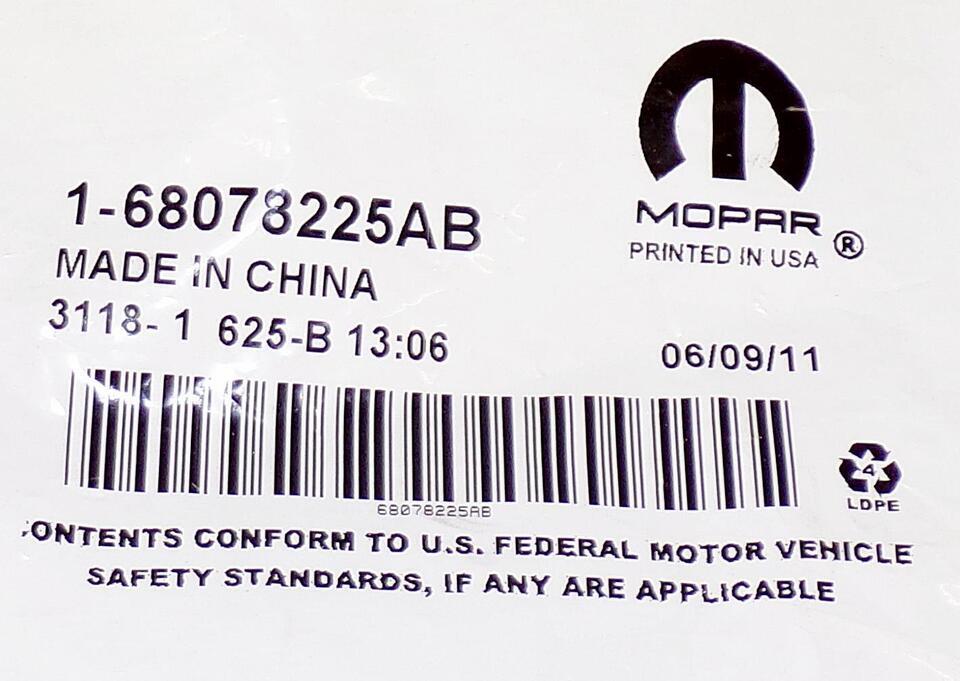 MOPAR ®
PRINTED IN USA
1-68078225AB
MADE IN CHINA
3118- 1 625-B 13:06
06/09/11
68078225AB
4
LDPE
CONTENTS CONFORM TO U.S. FEDERAL MOTOR VEHICLE
SAFETY STANDARDS, IF ANY ARE APPLICABLE